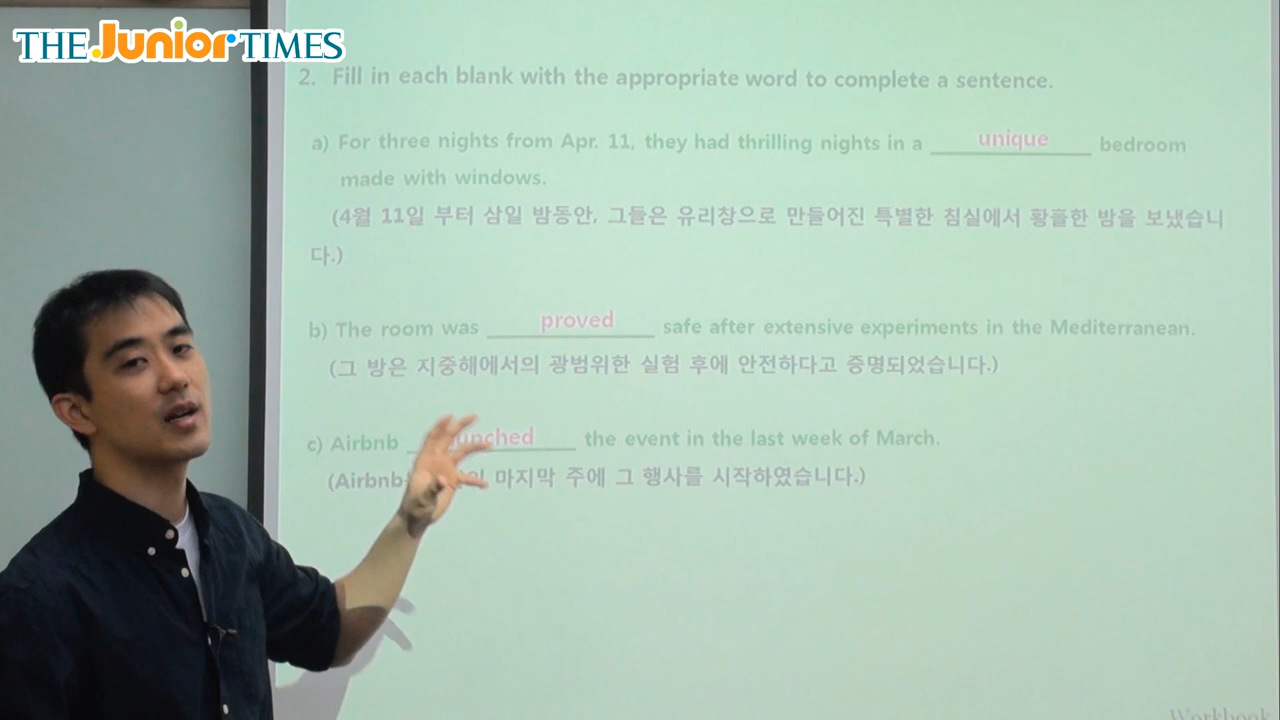 THE Junior TIMES
2. Fill in each blank with the appropriate word to complete a sentence.
a) For three nights from Apr. 11, they had thrilling nights in a unique bedroom
made with windows.
(4월 11일 부터 삼일 밤동안, 그들은 유리창으로 만들어진 특별한 침실에서 황홀한 밤을 보냈습니
다.)
b) The room was proved safe after extensive experiments in the Mediterranean.
(그 방은 지중해에서의 광범위한 실험 후에 안전하다고 증명되었습니다.)
c) Airbnb the event in the last week of March.
(Airbnb 마지막 주에 그 행사를 시작하였습니다.)
Workbook